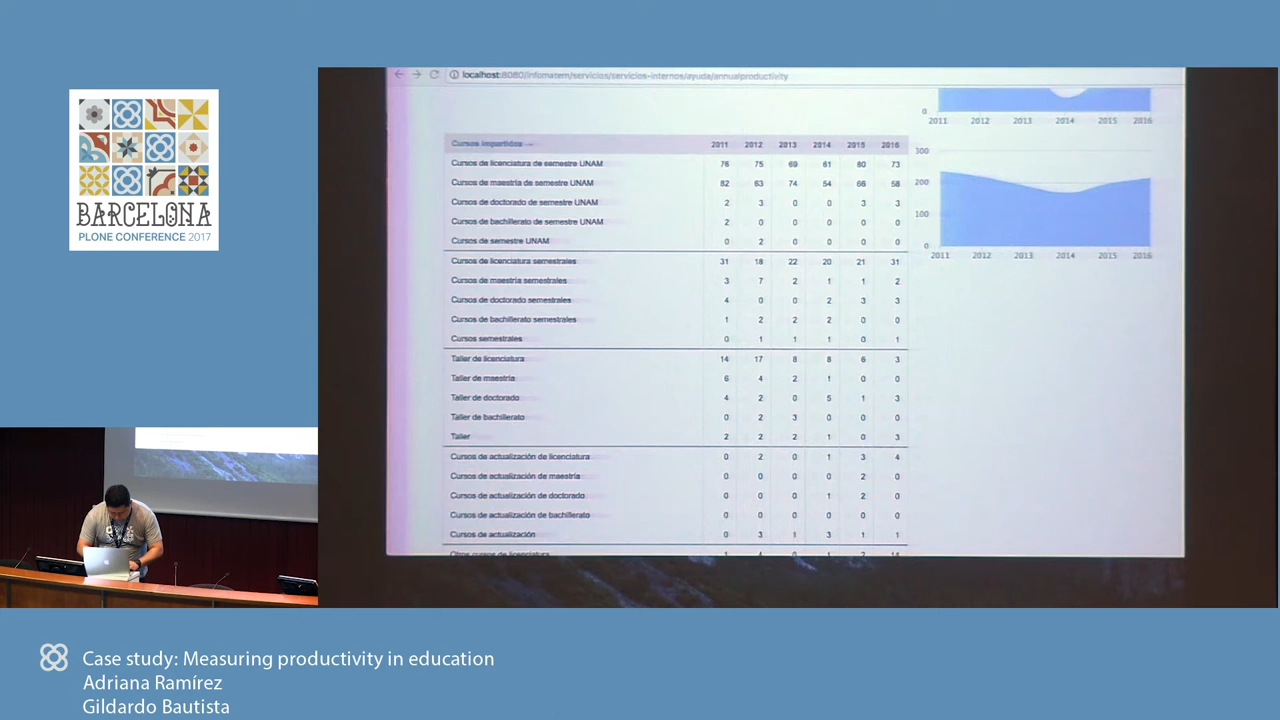 BARCELONA
PLONE CONFERENCE 2017
localhost:8080/infomatem/servicios/servicios-internos/ayuda/annualproductivity
0
2011 2012 2013 2014 2015 2016
Cursos impartidos 2011 2012 2013 2014 2015 2016
Cursos de licenciatura de semestre UNAM 76 75 69 61 80 73
Cursos de maestría de semestre UNAM 82 63 74 54 66 58
Cursos de doctorado de semestre UNAM 2 3 0 0 3 3
Cursos de bachillerato de semestre UNAM 2 0 0 0 0 0
Cursos de semestre UNAM 0 2 0 0 0 0
Cursos de licenciatura semestrales 31 18 22 20 21 31
Cursos de maestría semestrales 3 7 2 1 1 2
Cursos de doctorado semestrales 4 0 0 2 3 3
Cursos de bachillerato semestrales 1 2 2 2 0 0
Cursos semestrales 0 1 1 1 0 1
Taller de licenciatura 14 17 8 8 6 3
Taller de maestría 6 4 2 1 0 0
Taller de doctorado 4 2 0 5 1 3
Taller de bachillerato 0 2 3 0 0 0
Taller 2 2 2 1 0 3
Cursos de actualización de licenciatura 0 2 0 1 3 4
Cursos de actualización de maestría 0 0 0 0 2 0
Cursos de actualización de doctorado 0 0 0 1 2 0
Cursos de actualización de bachillerato 0 0 0 0 0 0
Cursos de actualización 0 3 1 3 1 1
Otros cursos de licenciatura 1 4 0 1 2 14
300
200
100
0
2011 2012 2013 2014 2015 2016
Case study: Measuring productivity in education
Adriana Ramírez
Gildardo Bautista